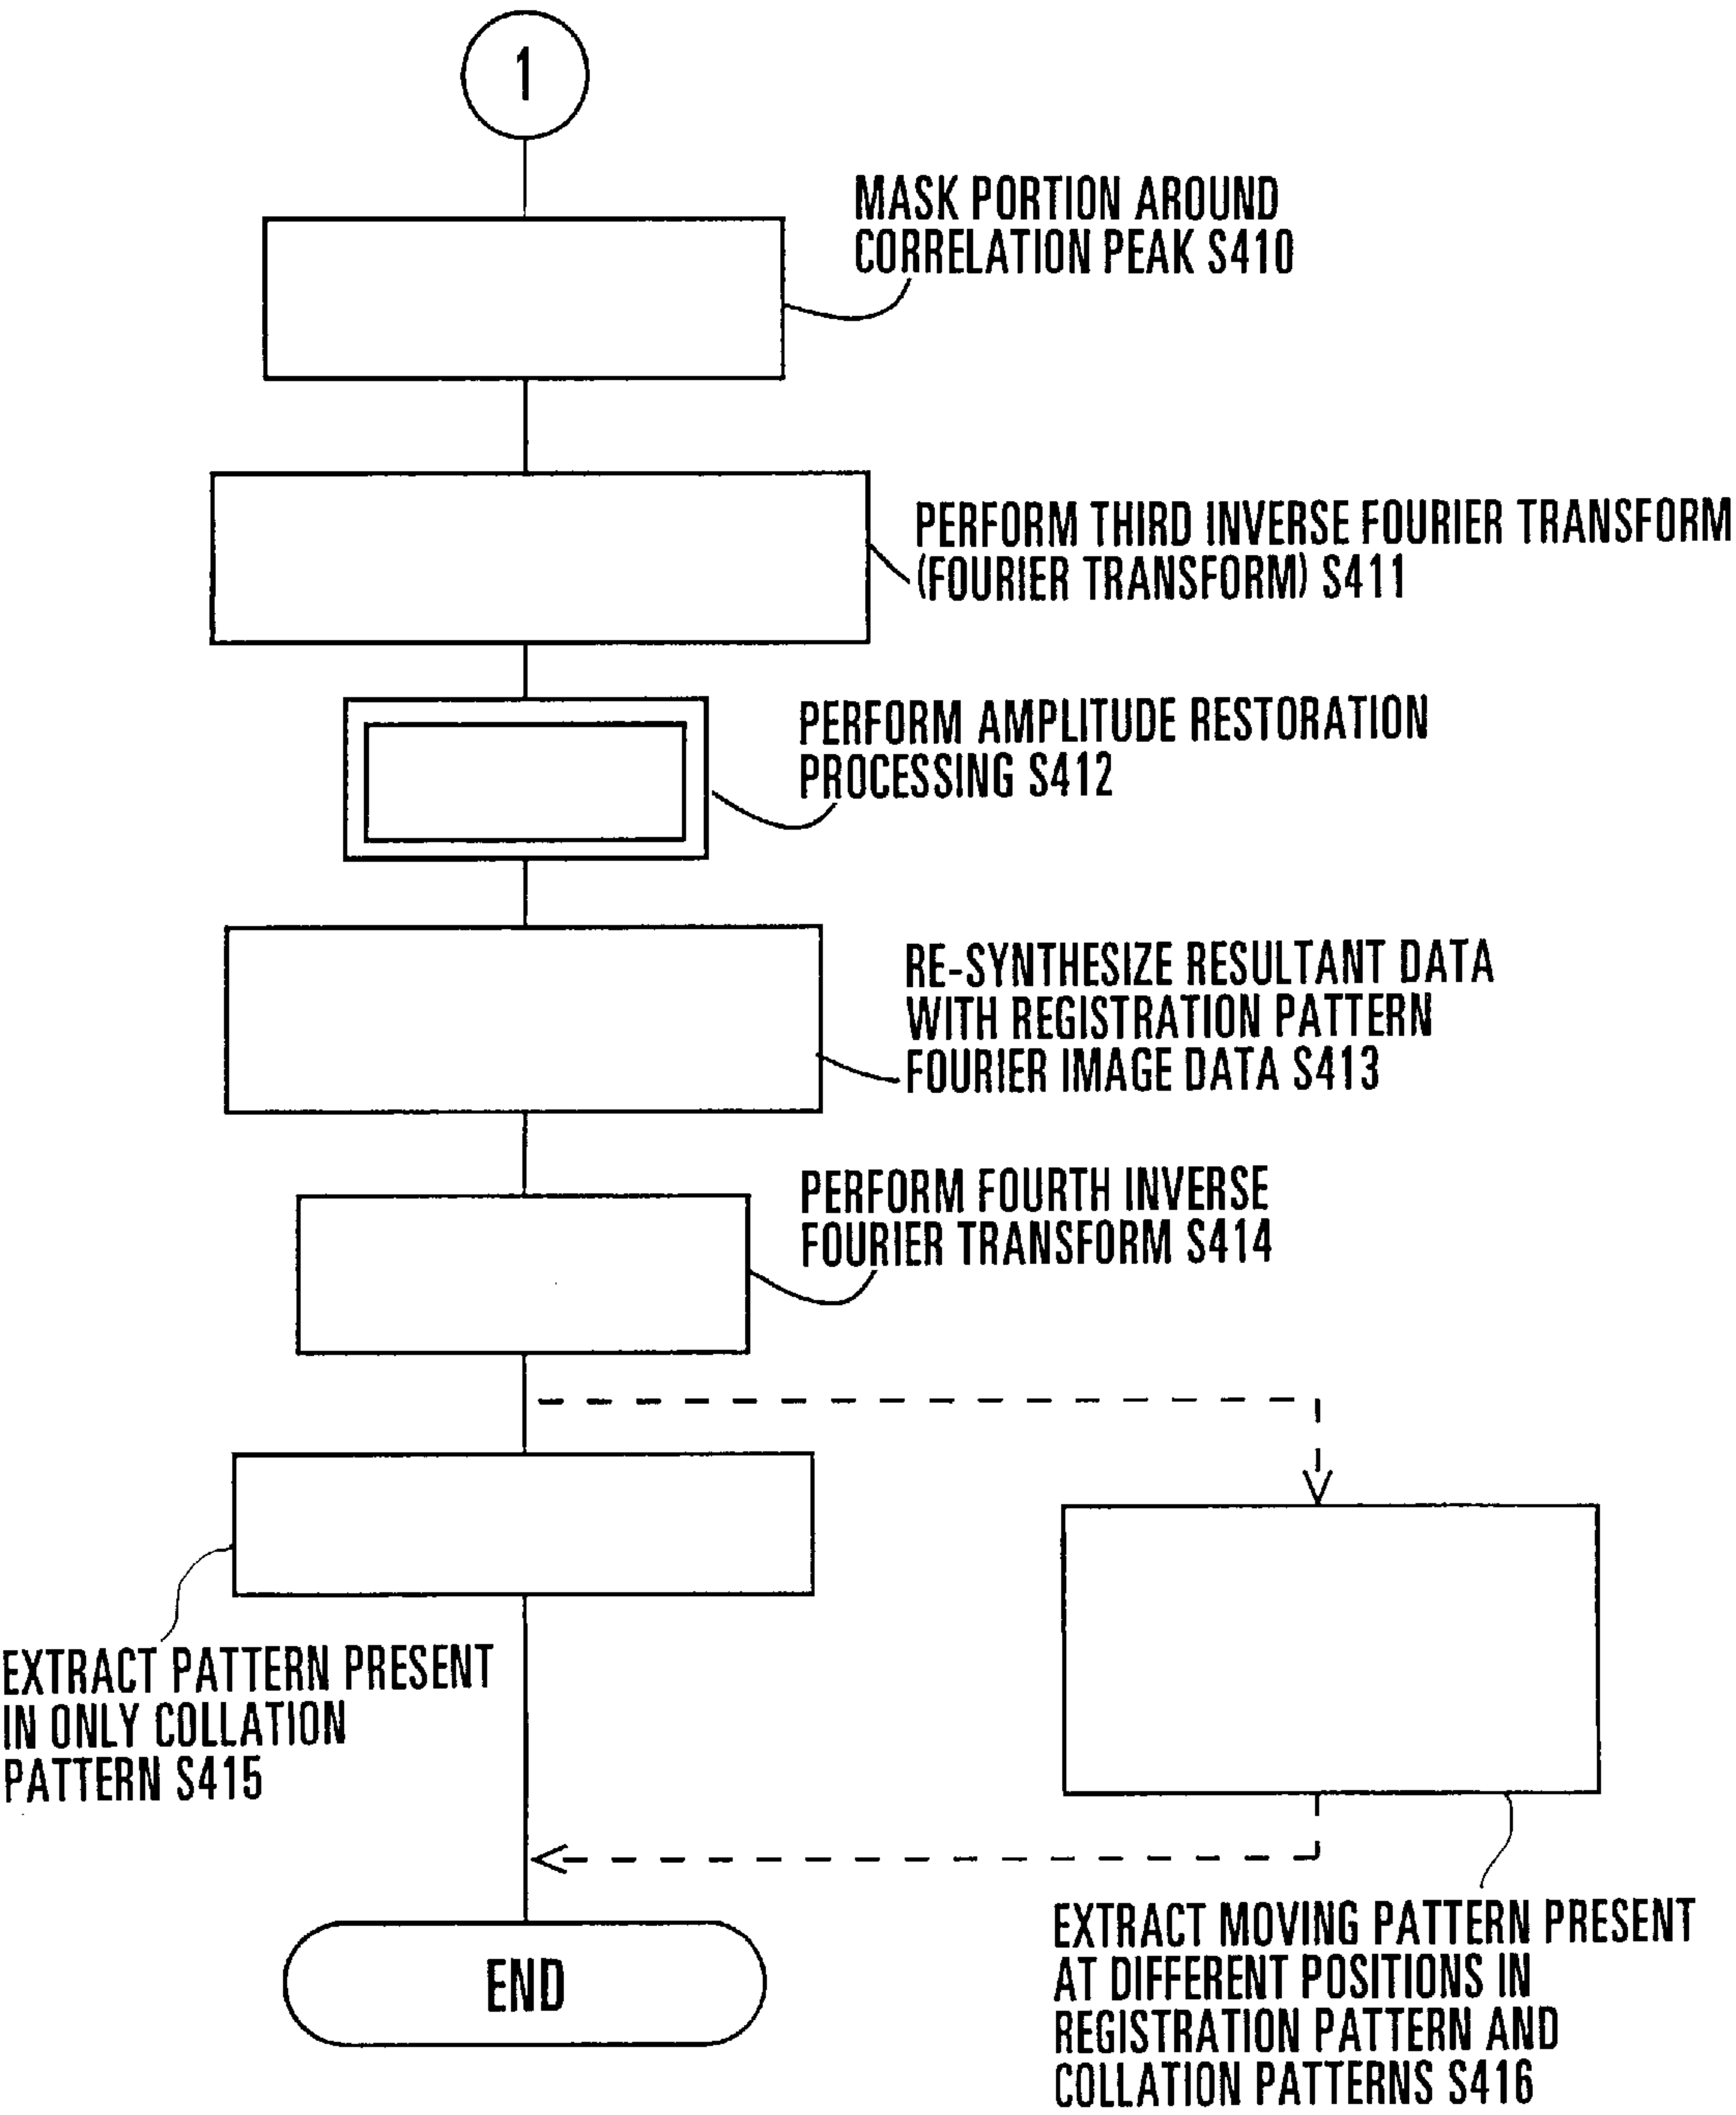 1
MASK PORTION AROUND
CORRELATION PEAK S410
PERFORM THIRD INVERSE FOURIER TRANSFORM
(FOURIER TRANSFORM) S411
PERFORM AMPLITUDE RESTORATION
PROCESSING S412
RE-SYNTHESIZE RESULTANT DATA
WITH REGISTRATION PATTERN
FOURIER IMAGE DATA S413
PERFORM FOURTH INVERSE
FOURIER TRANSFORM S414
EXTRACT PATTERN PRESENT
IN ONLY COLLATION
PATTERN S415
EXTRACT MOVING PATTERN PRESENT
AT DIFFERENT POSITIONS IN
REGISTRATION PATTERN AND
COLLATION PATTERNS S416
END